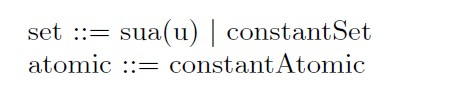 set ::= sua(u) | constantSet
atomic ::= constantAtomic